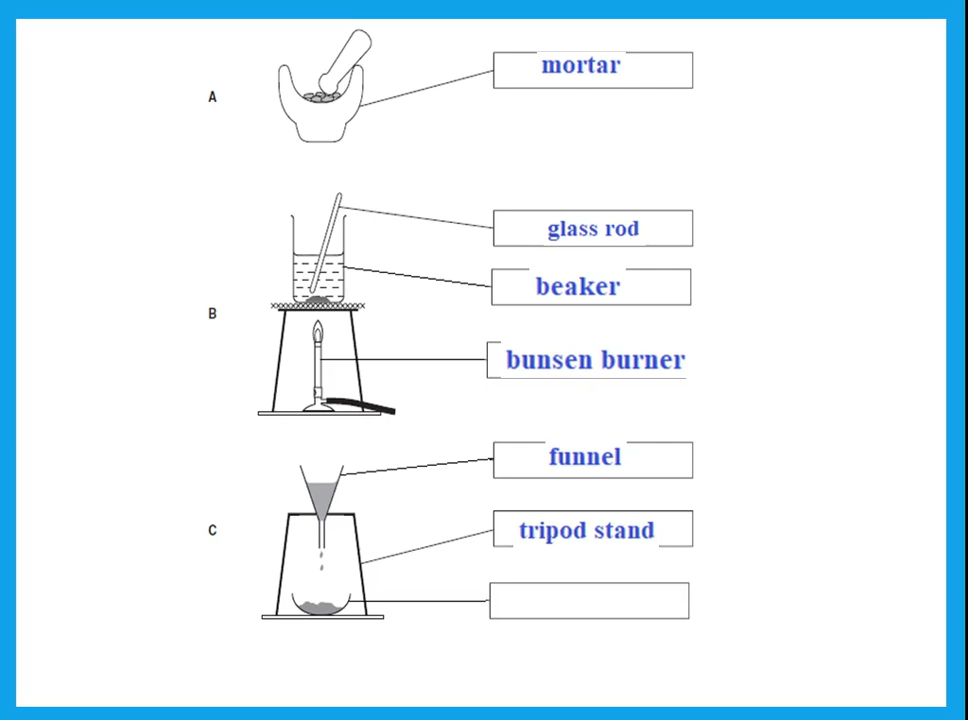 A
mortar
glass rod
beaker
B
bunsen burner
funnel
C
tripod stand